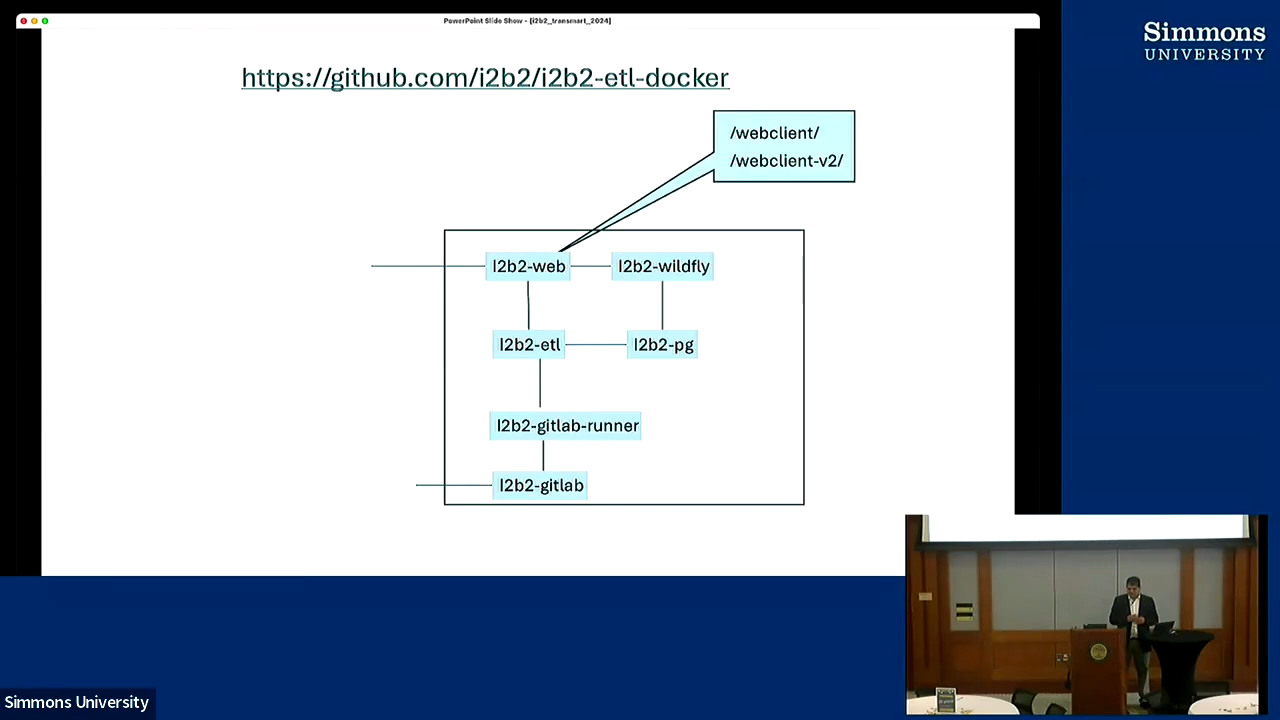 PowerPoint Slide Show - [i2b2_transmart_2024]
Simmons
UNIVERSITY
https://github.com/i2b2/i2b2-etl-docker
/webclient/
/webclient-v2/
I2b2-web
I2b2-wildfly
I2b2-etl
I2b2-pg
I2b2-gitlab-runner
I2b2-gitlab
Simmons University